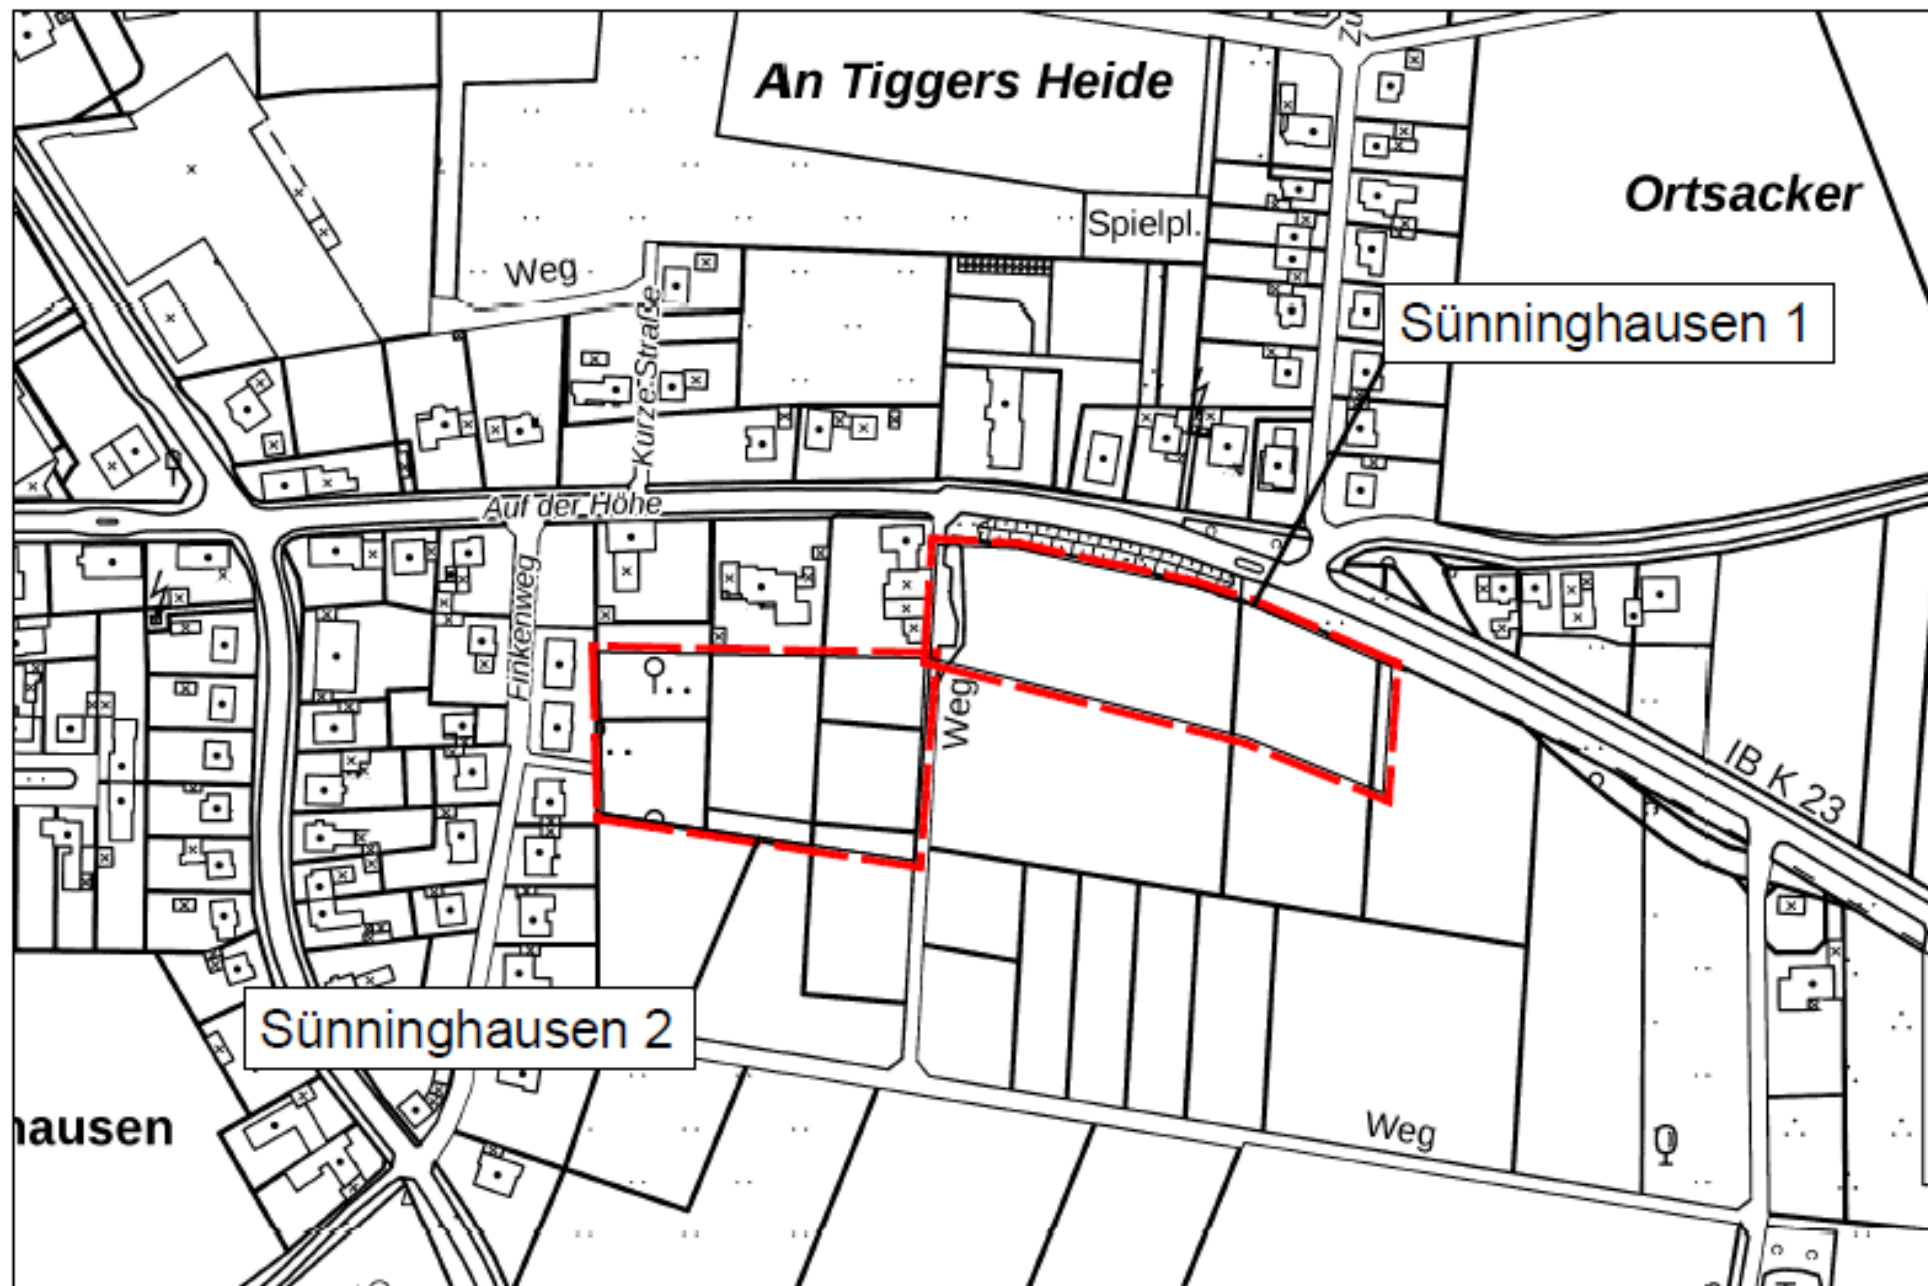 An Tiggers Heide
Ortsacker
Spielpl.
Weg
Kurze Straße
Sünninghausen 1
Auf der Höhe
Finkenweg
Weg
IB K 23
Sünninghausen 2
hausen
Weg